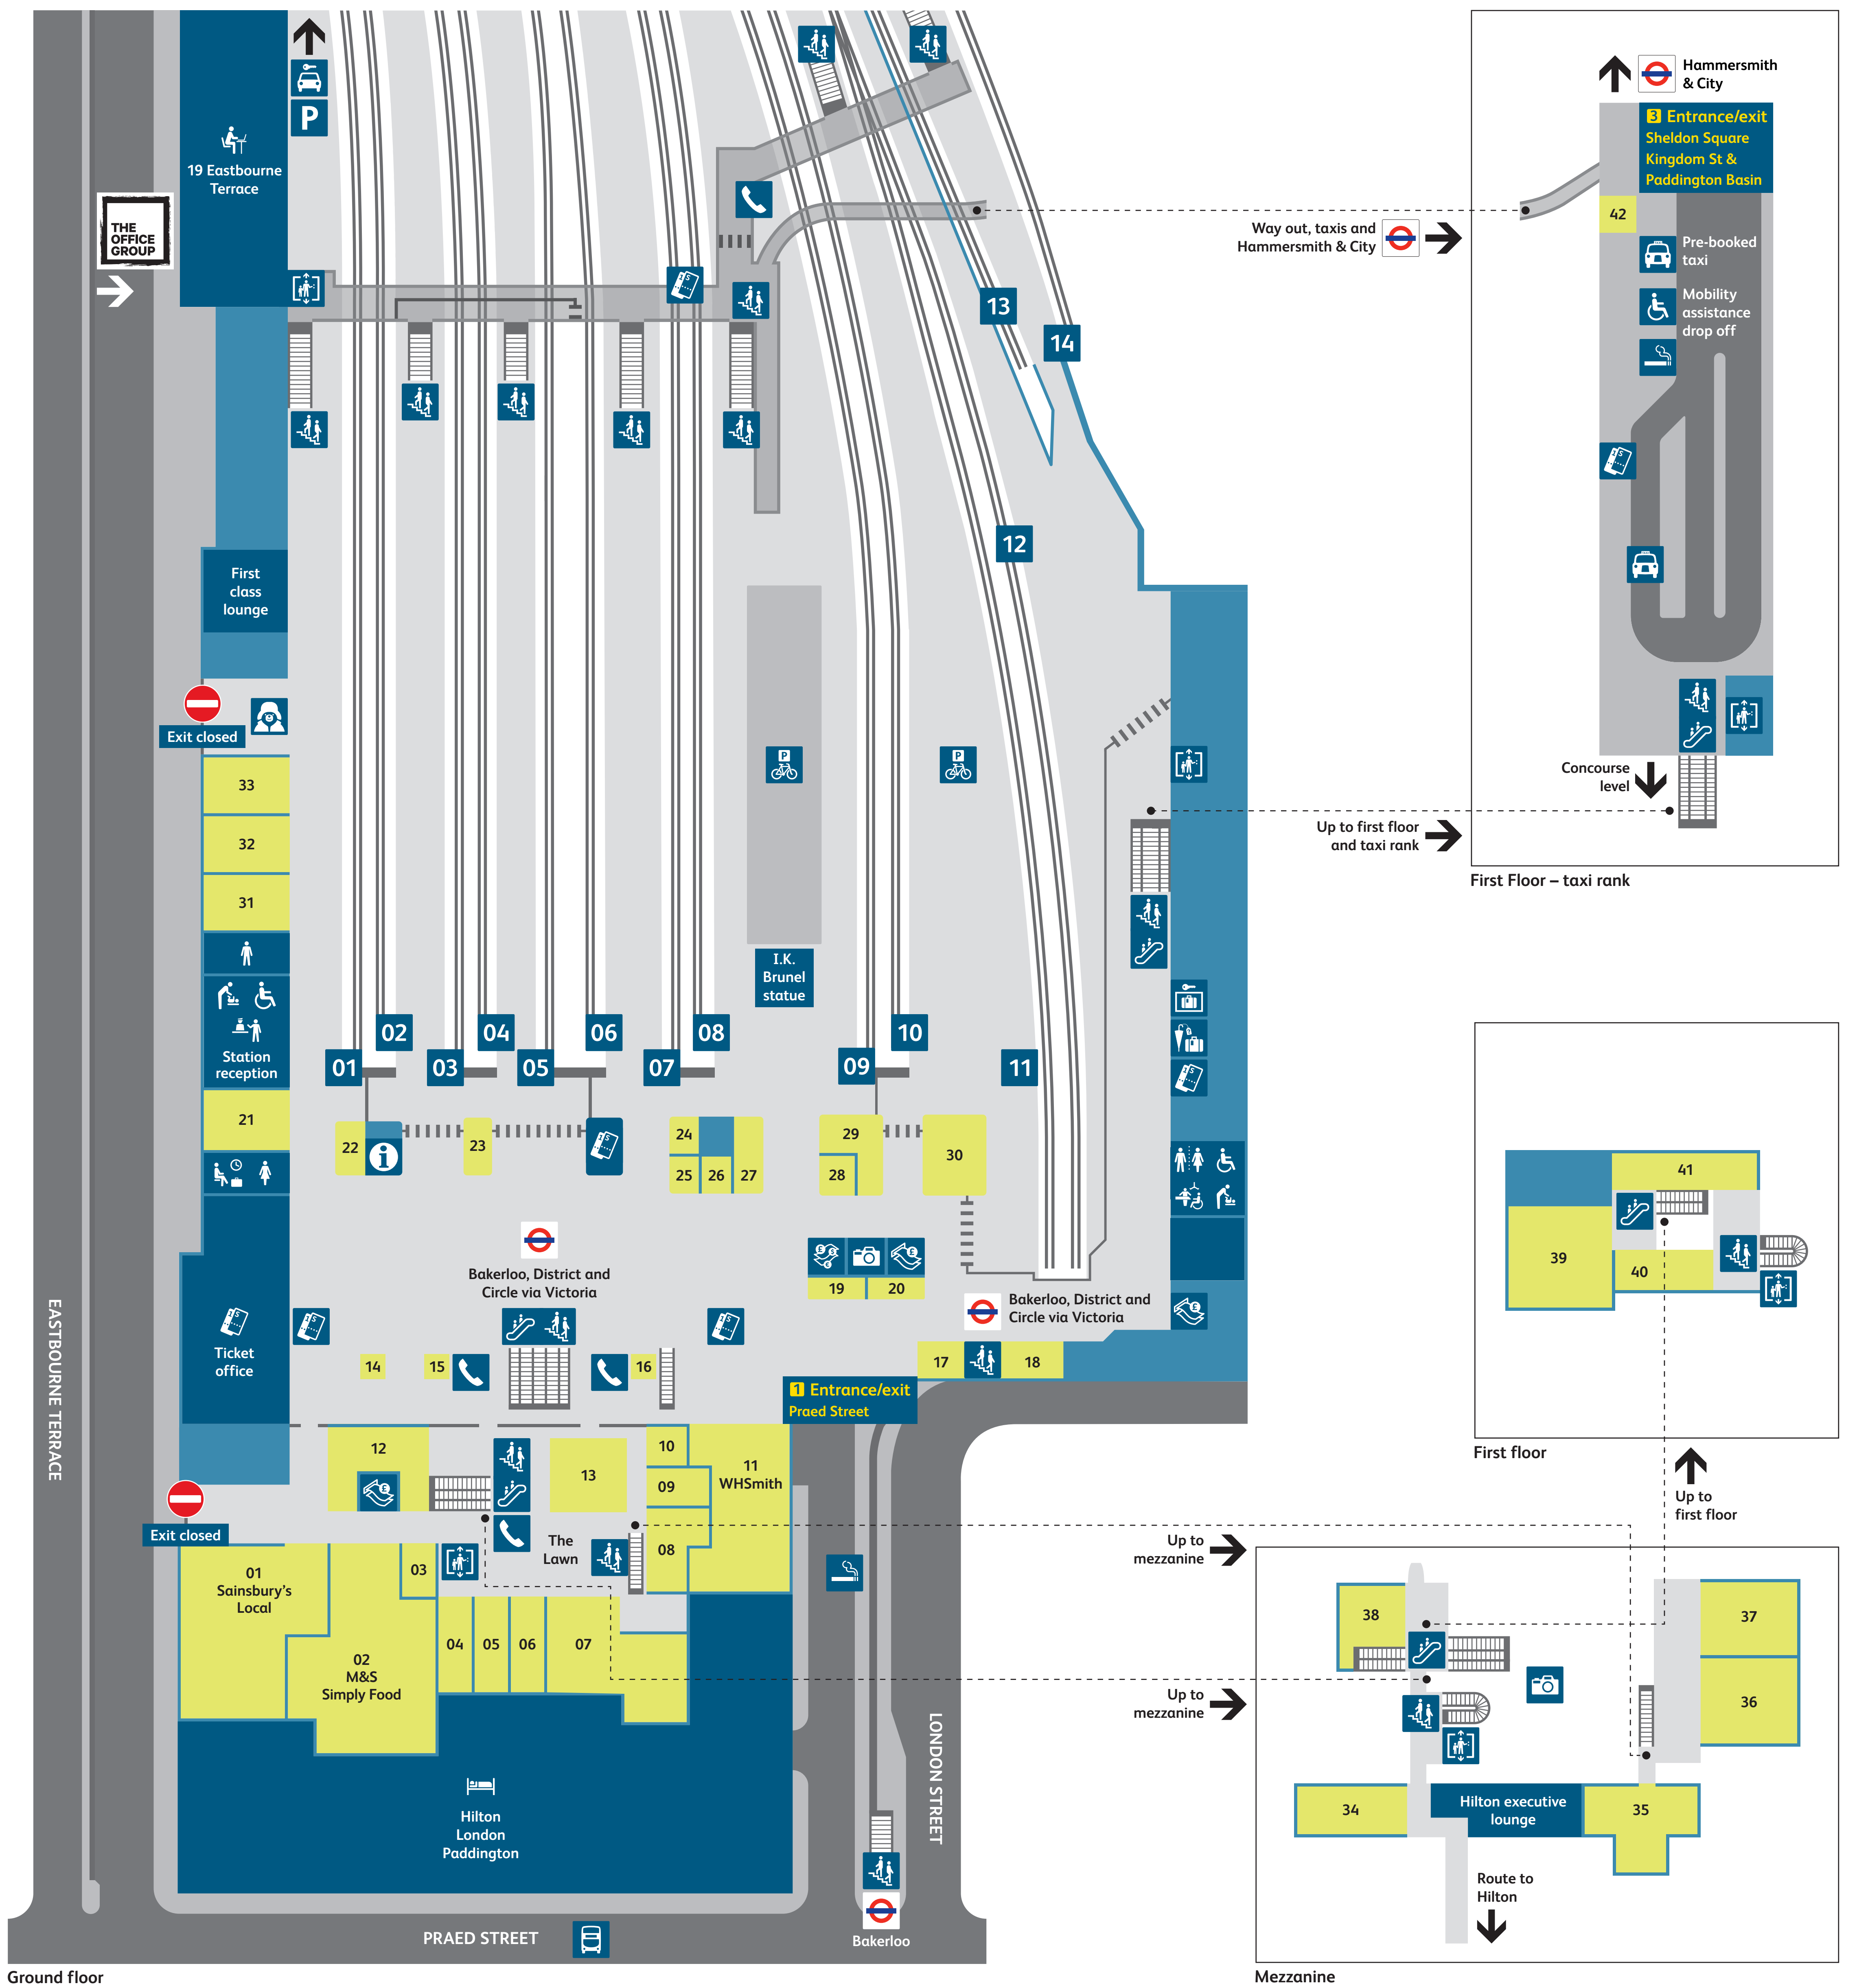 19 Eastbourne
Terrace
P
THE
OFFICE
GROUP
Way out, taxis and
Hammersmith & City
Hammersmith
& City
3 Entrance/exit
Sheldon Square
Kingdom St &
Paddington Basin
42
Pre-booked
taxi
Mobility
assistance
drop off
Concourse
level
Up to first floor
and taxi rank
First Floor – taxi rank
13
14
12
First
class
lounge
Exit closed
33
32
31
P
P
I.K.
Brunel
statue
Station
reception
21
01
02
03
04
05
06
07
08
09
10
11
22
23
24
25
26
27
28
29
30
Bakerloo, District and
Circle via Victoria
19
20
Bakerloo, District and
Circle via Victoria
Ticket
office
14
15
16
17
18
1 Entrance/exit
Praed Street
12
13
10
09
08
11
WHSmith
The
Lawn
Exit closed
01
Sainsbury's
Local
02
M&S
Simply Food
03
04
05
06
07
Hilton
London
Paddington
EASTBOURNE TERRACE
LONDON STREET
PRAED STREET
Bakerloo
Ground floor
41
39
40
First floor
Up to
first floor
Up to
mezzanine
Up to
mezzanine
38
37
36
34
Hilton executive
lounge
35
Route to
Hilton
Mezzanine